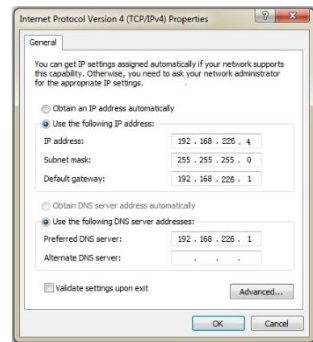 Internet Protocol Version 4 (TCP/IPv4) Properties
General
You can get IP settings assigned automatically if your network supports
this capability. Otherwise, you need to ask your network administrator
for the appropriate IP settings.
Obtain an IP address automatically
Use the following IP address:
IP address: 192 . 168 . 226 . 4
Subnet mask: 255 . 255 . 255 . 0
Default gateway: 192 . 168 . 226 . 1
Obtain DNS server address automatically
Use the following DNS server addresses:
Preferred DNS server: 192 . 168 . 226 . 1
Alternate DNS server: . . .
Validate settings upon exit
Advanced...
OK Cancel